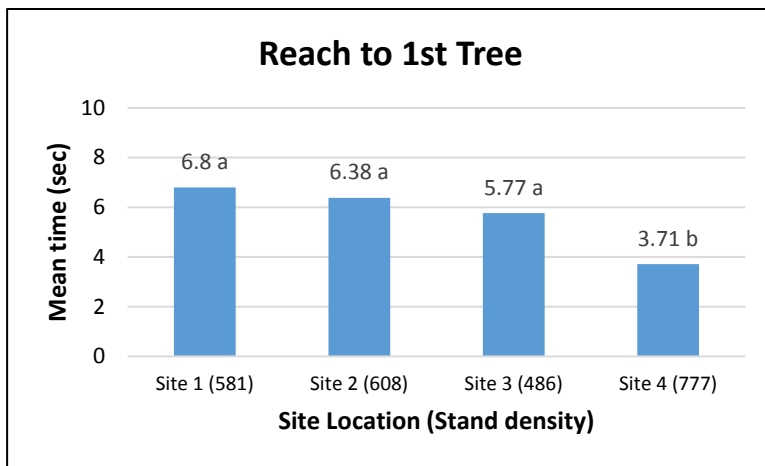 Reach to 1st Tree
Mean time (sec)
10
8
6
4
2
0
6.8 a
6.38 a
5.77 a
3.71 b
Site 1 (581)
Site 2 (608)
Site 3 (486)
Site 4 (777)
Site Location (Stand density)